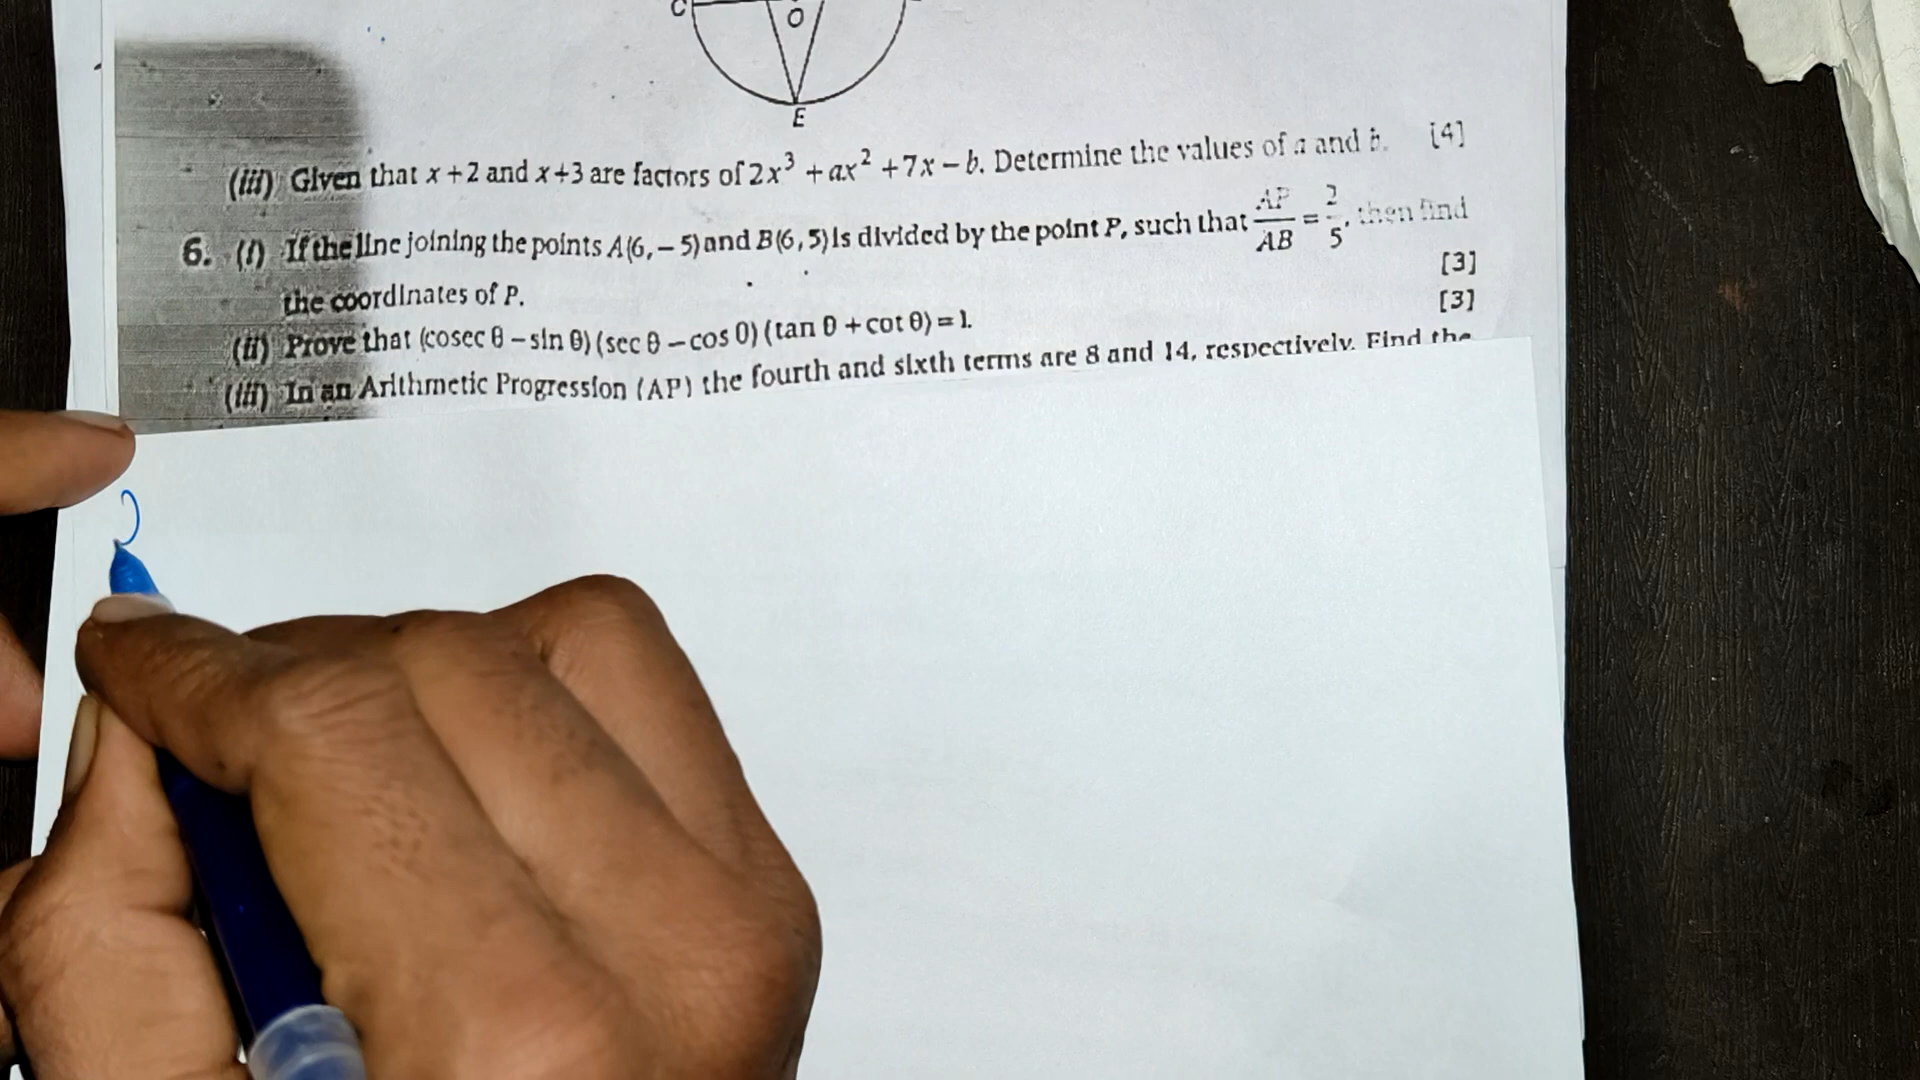 C
O
E
(iii) Given that x + 2 and x + 3 are factors of 2x³ + ax² + 7x − b. Determine the values of a and b. [4]
6. (i) If the line joining the points A(6, − 5) and B(6, 5) is divided by the point P, such that AP/AB = 2/5, then find
the coordinates of P. [3]
(ii) Prove that (cosec θ − sin θ) (sec θ − cos θ) (tan θ + cot θ) = 1. [3]
(iii) In an Arithmetic Progression (AP) the fourth and sixth terms are 8 and 14, respectively. Find the